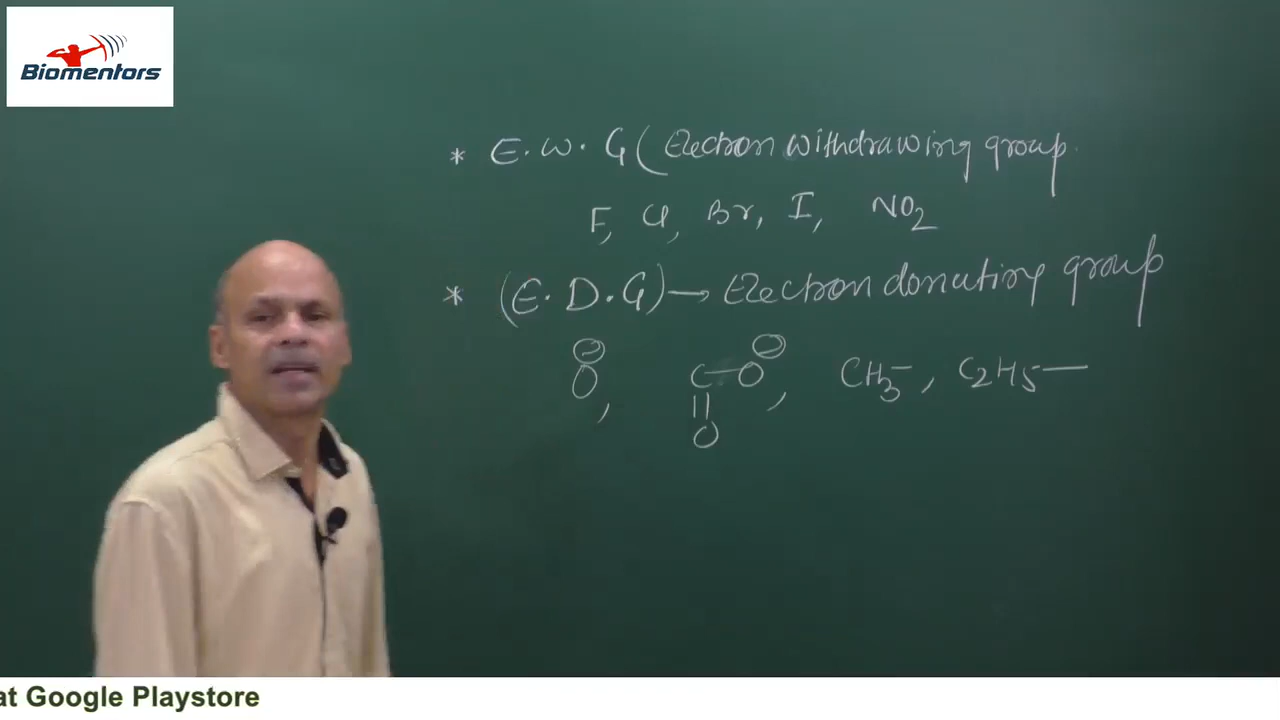 Biomentors
* E.W.G (Electron withdrawing group.
F, Cl, Br, I, NO2
* (E.D.G) → Electron donating group
⊖ ⊖
O, C—O, CH3-, C2H5—
||
O
at Google Playstore